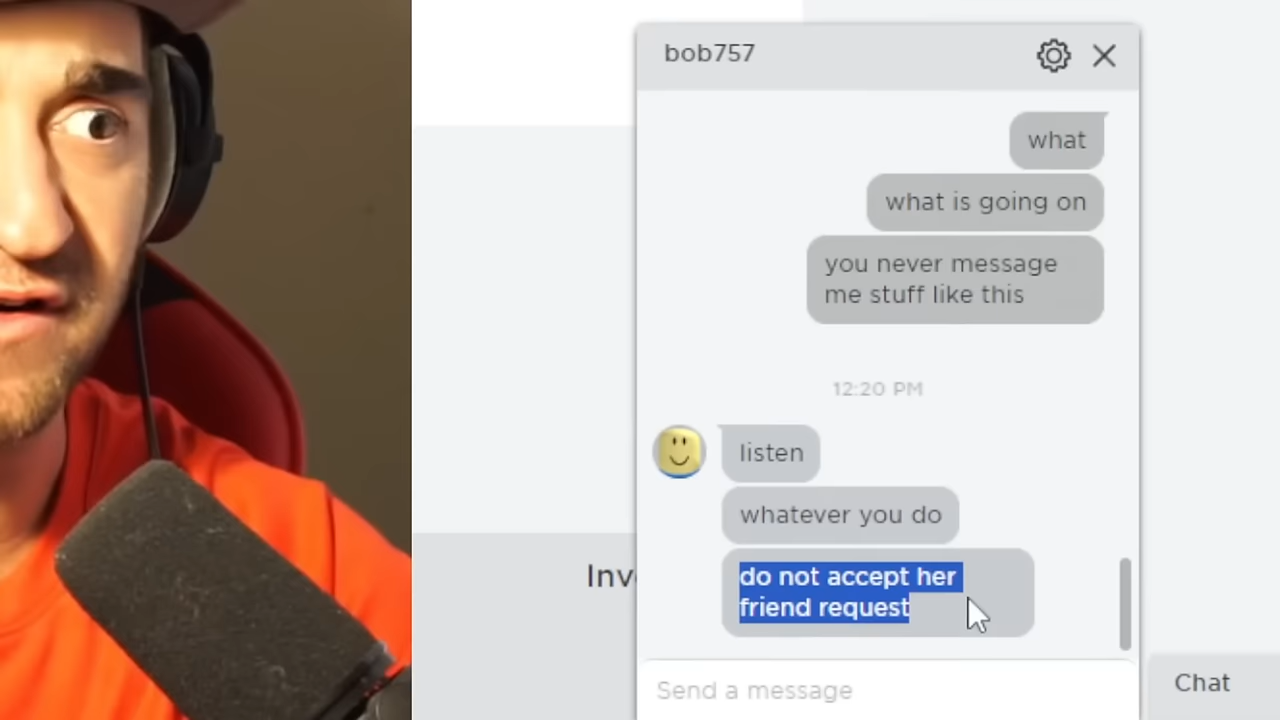 bob757
what
what is going on
you never message
me stuff like this
12:20 PM
listen
whatever you do
do not accept her
friend request
Inv
Send a message
Chat